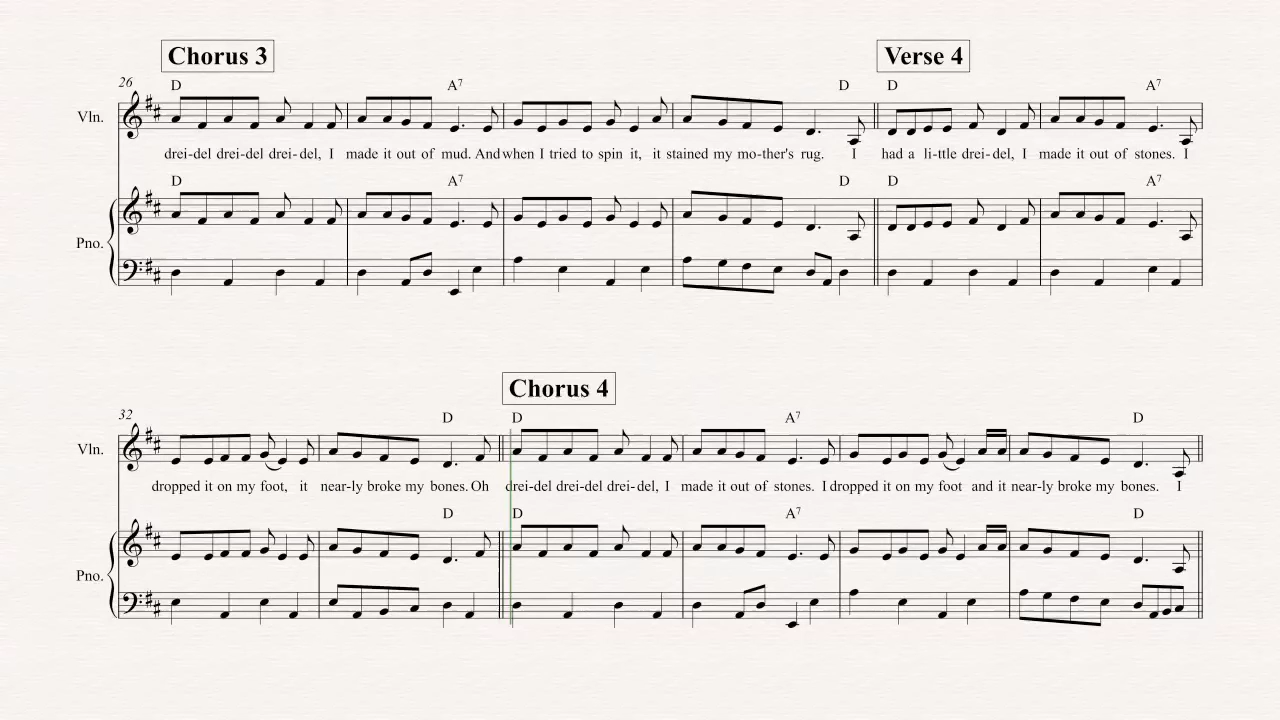 Chorus 3 Verse 4
26 D A7 D D A7
Vln.
drei-del drei-del drei-del, I made it out of mud. And when I tried to spin it, it stained my mo-ther's rug. I had a li-ttle drei-del, I made it out of stones. I
D A7 D D A7
Pno.
Chorus 4
32 D D A7 D
Vln.
dropped it on my foot, it near-ly broke my bones. Oh drei-del drei-del drei-del, I made it out of stones. I dropped it on my foot and it near-ly broke my bones. I
D D A7 D
Pno.